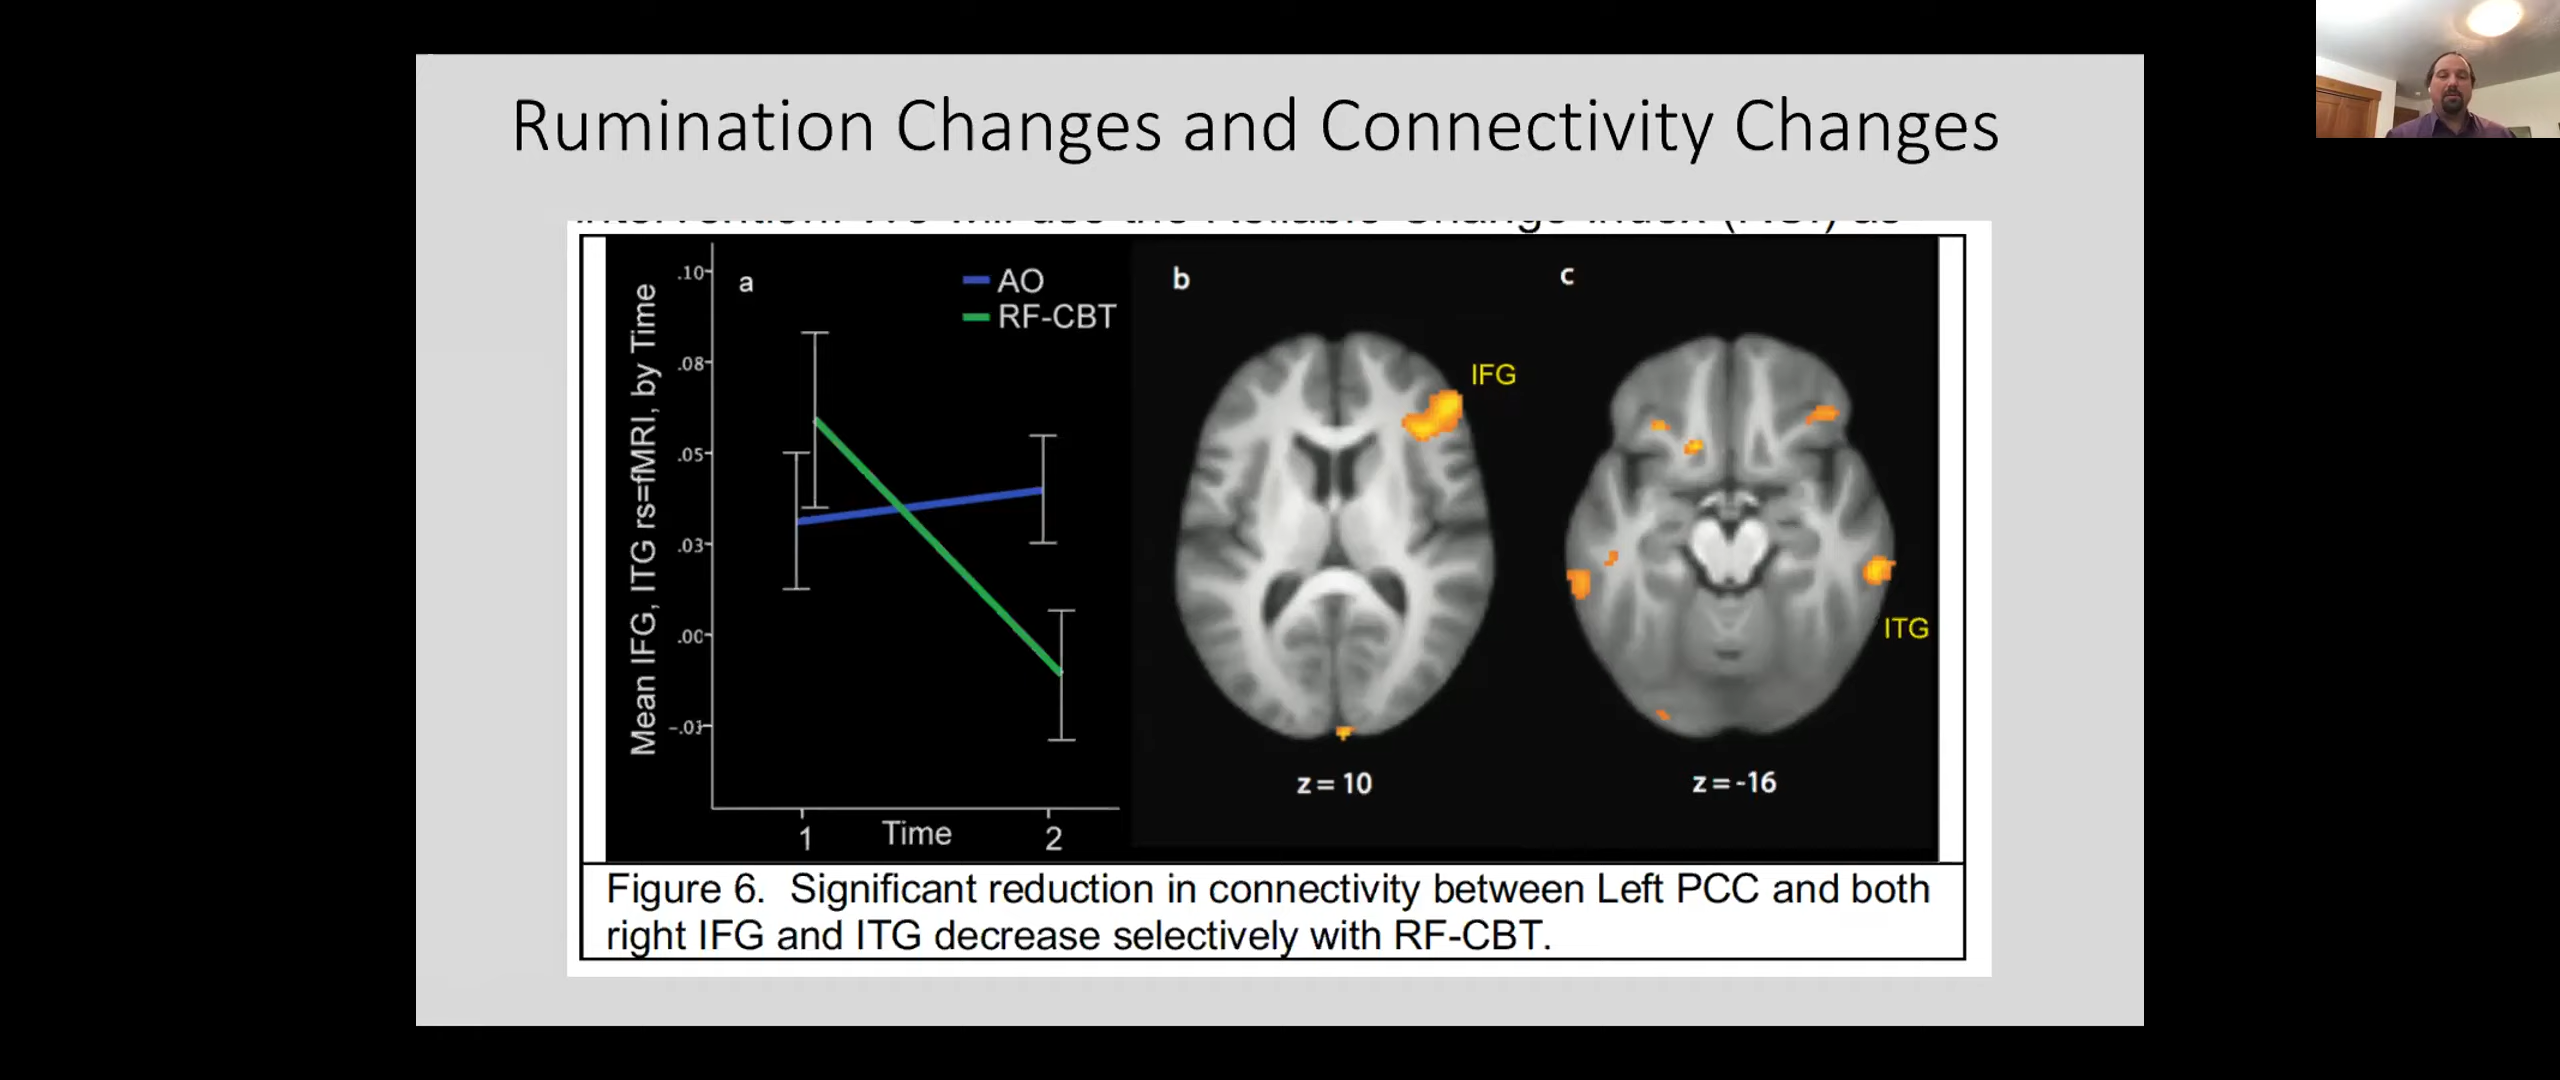 Rumination Changes and Connectivity Changes
Mean IFG, ITG rs=fMRI, by Time
.10
.08
.05
.03
.00
-.01
a
AO
RF-CBT
1
Time
2
b
IFG
z = 10
c
ITG
z = -16
Figure 6. Significant reduction in connectivity between Left PCC and both
right IFG and ITG decrease selectively with RF-CBT.